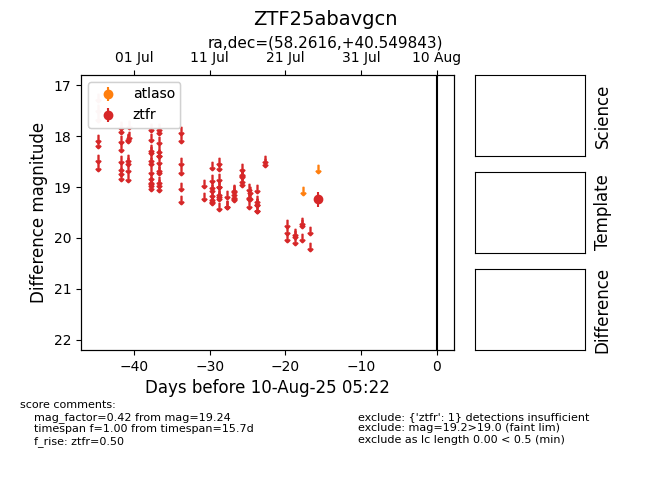 ZTF25abavgcn
ra,dec=(58.2616,+40.549843)
01 Jul 11 Jul 21 Jul 31 Jul 10 Aug
atlaso
ztfr
17
18
19
20
21
22
Difference magnitude
−40 −30 −20 −10 0
Days before 10-Aug-25 05:22
Science
Template
Difference
score comments:
mag_factor=0.42 from mag=19.24
timespan f=1.00 from timespan=15.7d
f_rise: ztfr=0.50
exclude: {'ztfr': 1} detections insufficient
exclude: mag=19.2>19.0 (faint lim)
exclude as lc length 0.00 < 0.5 (min)